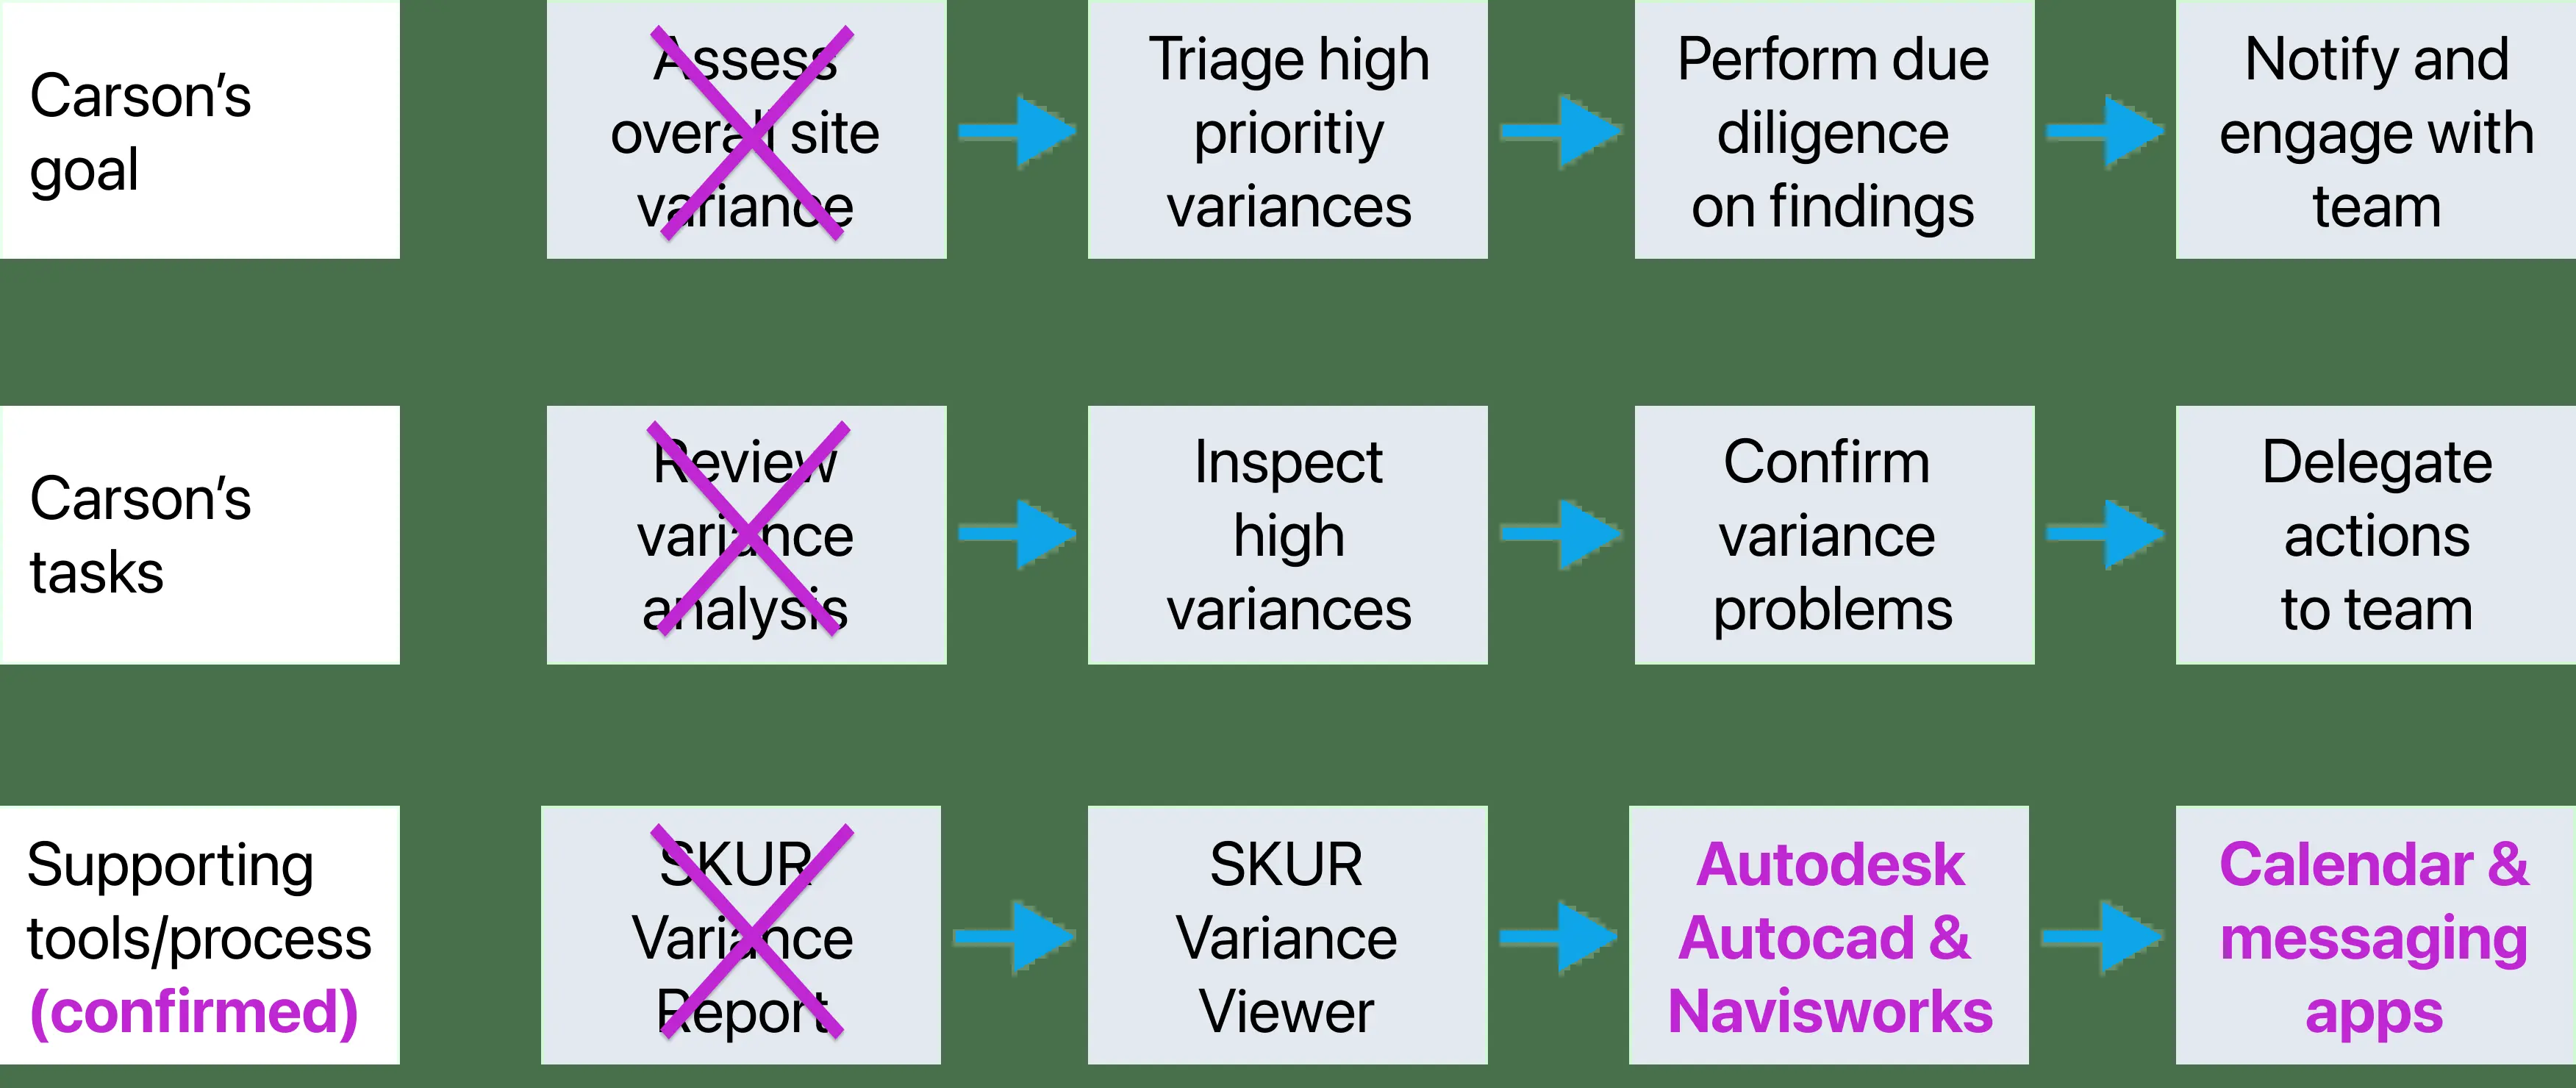 Carson’s
goal
Assess
overall site
variance
Triage high
prioritiy
variances
Perform due
diligence
on findings
Notify and
engage with
team
Carson’s
tasks
Review
variance
analysis
Inspect
high
variances
Confirm
variance
problems
Delegate
actions
to team
Supporting
tools/process
(confirmed)
SKUR
Variance
Report
SKUR
Variance
Viewer
Autodesk
Autocad &
Navisworks
Calendar &
messaging
apps